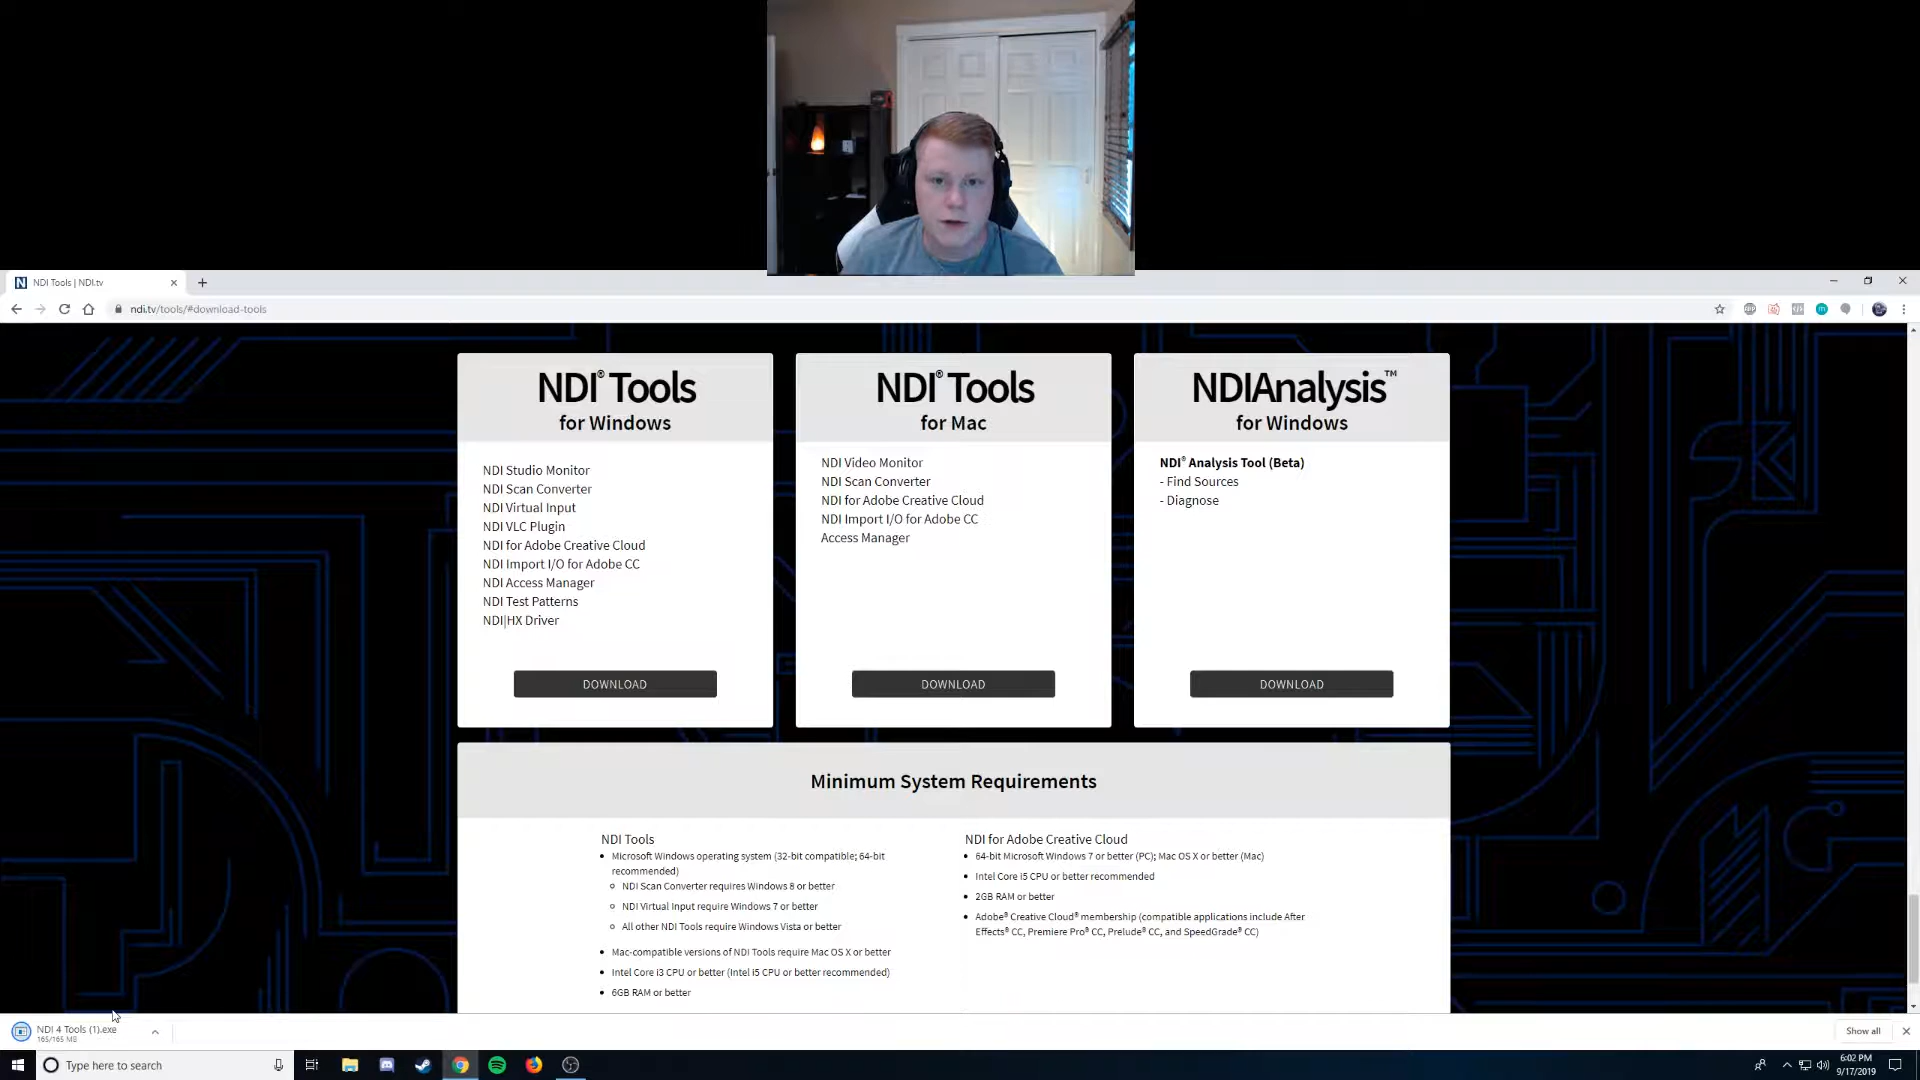 NDI Tools | NDI.tv
ndi.tv/tools/#download-tools
NDI® Tools
for Windows
NDI Studio Monitor
NDI Scan Converter
NDI Virtual Input
NDI VLC Plugin
NDI for Adobe Creative Cloud
NDI Import I/O for Adobe CC
NDI Access Manager
NDI Test Patterns
NDI|HX Driver
DOWNLOAD
NDI® Tools
for Mac
NDI Video Monitor
NDI Scan Converter
NDI for Adobe Creative Cloud
NDI Import I/O for Adobe CC
Access Manager
DOWNLOAD
NDIAnalysis™
for Windows
NDI® Analysis Tool (Beta)
- Find Sources
- Diagnose
DOWNLOAD
Minimum System Requirements
NDI Tools
• Microsoft Windows operating system (32-bit compatible; 64-bit
recommended)
NDI Scan Converter requires Windows 8 or better
NDI Virtual Input require Windows 7 or better
All other NDI Tools require Windows Vista or better
• Mac-compatible versions of NDI Tools require Mac OS X or better
• Intel Core i3 CPU or better (Intel i5 CPU or better recommended)
• 6GB RAM or better
NDI for Adobe Creative Cloud
• 64-bit Microsoft Windows 7 or better (PC); Mac OS X or better (Mac)
• Intel Core i5 CPU or better recommended
• 2GB RAM or better
• Adobe® Creative Cloud® membership (compatible applications include After
Effects® CC, Premiere Pro® CC, Prelude® CC, and SpeedGrade® CC)
NDI 4 Tools (1).exe
165/165 MB
Show all
Type here to search
6:02 PM
9/17/2019